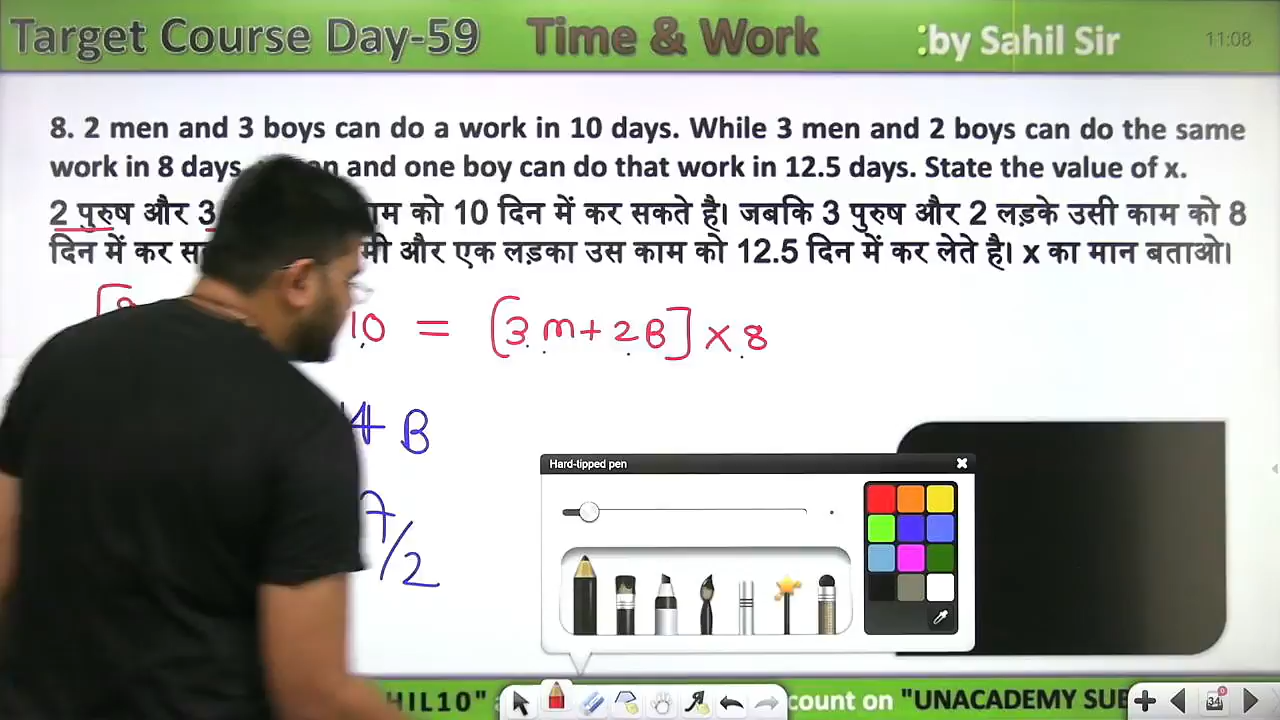 Target Course Day-59 Time & Work :by Sahil Sir 11:08
8. 2 men and 3 boys can do a work in 10 days. While 3 men and 2 boys can do the same
work in 8 days and one boy can do that work in 12.5 days. State the value of x.
2 पुरुष और 3 काम को 10 दिन में कर सकते है। जबकि 3 पुरुष और 2 लड़के उसी काम को 8
दिन में कर और एक लड़का उस काम को 12.5 दिन में कर लेते है। x का मान बताओ।
10 = [3m+2B] × 8
B
7/2
Hard-tipped pen
HIL10" count on "UNACADEMY SUB
34